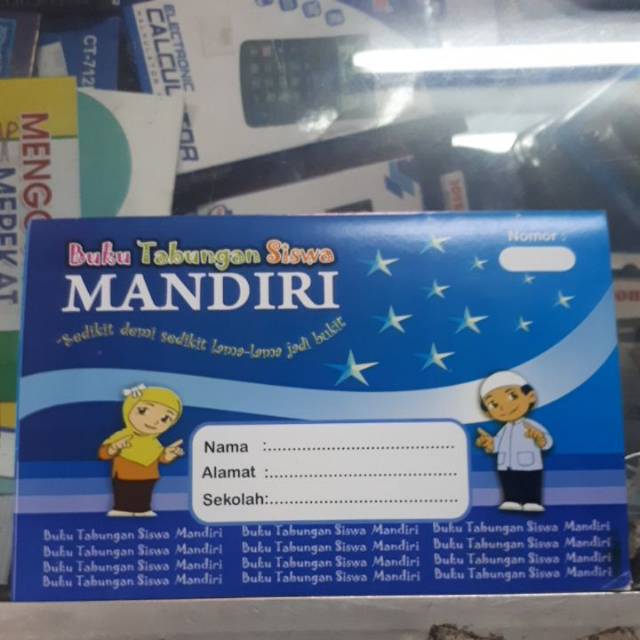 ELECTRONIC
CALCULATOR
CT-712
MENGO
MEREKAT
Buku Tabungan Siswa
MANDIRI
"Sedikit demi sedikit lama-lama jadi bukit
Nomor :
Nama :
Alamat :
Sekolah:
Buku Tabungan Siswa Mandiri Buku Tabungan Siswa Mandiri Buku Tabungan Siswa Mandiri
Buku Tabungan Siswa Mandiri Buku Tabungan Siswa Mandiri Buku Tabungan Siswa Mandiri
Buku Tabungan Siswa Mandiri Buku Tabungan Siswa Mandiri Buku Tabungan Siswa Mandiri
Buku Tabungan Siswa Mandiri Buku Tabungan Siswa Mandiri Buku Tabungan Siswa Mandiri